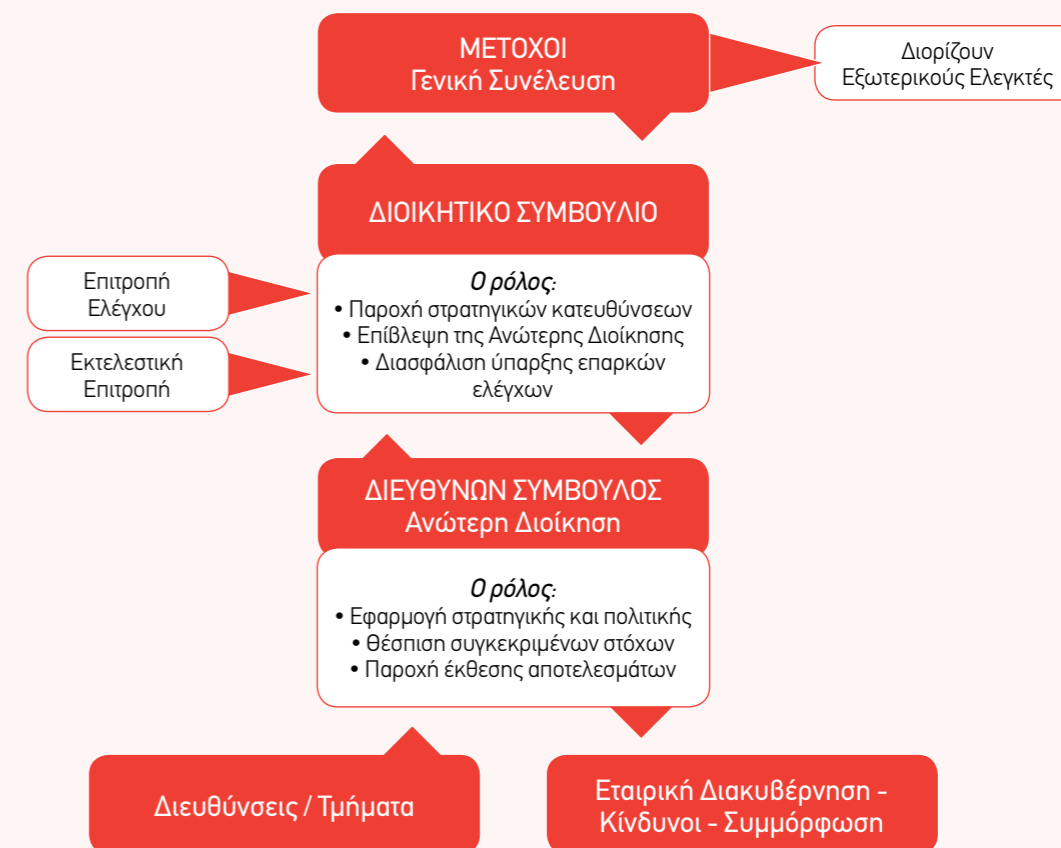 ΜΕΤΟΧΟΙ
Γενική Συνέλευση
Διορίζουν
Εξωτερικούς Ελεγκτές
ΔΙΟΙΚΗΤΙΚΟ ΣΥΜΒΟΥΛΙΟ
Επιτροπή
Ελέγχου
Εκτελεστική
Επιτροπή
Ο ρόλος:
• Παροχή στρατηγικών κατευθύνσεων
• Επίβλεψη της Ανώτερης Διοίκησης
• Διασφάλιση ύπαρξης επαρκών
ελέγχων
ΔΙΕΥΘΥΝΩΝ ΣΥΜΒΟΥΛΟΣ
Ανώτερη Διοίκηση
Ο ρόλος:
• Εφαρμογή στρατηγικής και πολιτικής
• Θέσπιση συγκεκριμένων στόχων
• Παροχή έκθεσης αποτελεσμάτων
Διευθύνσεις / Τμήματα
Εταιρική Διακυβέρνηση -
Κίνδυνοι - Συμμόρφωση